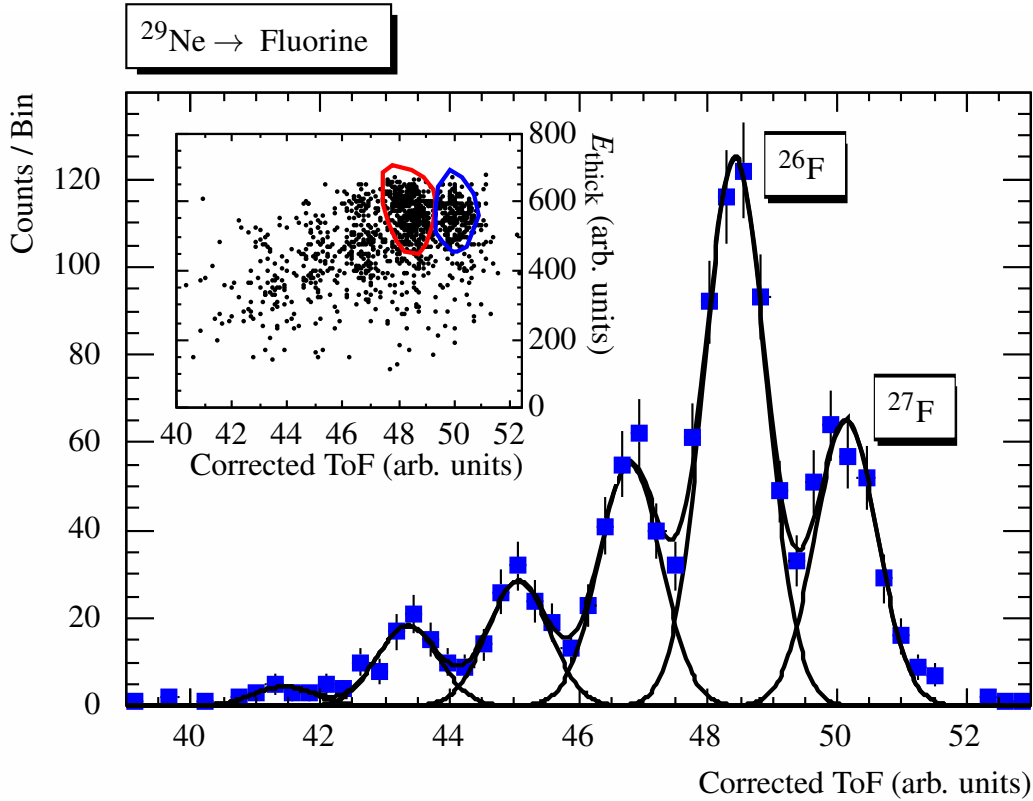 ²⁹Ne → Fluorine
Counts / Bin
120
100
80
60
40
20
0
800
600
400
200
0
E_thick (arb. units)
40 42 44 46 48 50 52
Corrected ToF (arb. units)
²⁶F
²⁷F
40 42 44 46 48 50 52
Corrected ToF (arb. units)